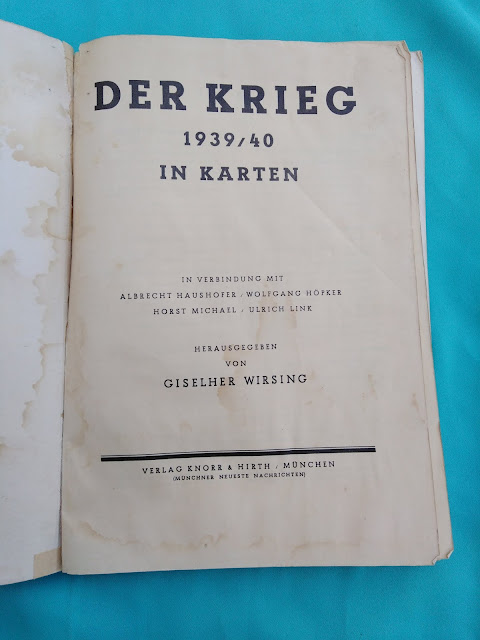 DER KRIEG
1939/40
IN KARTEN
IN VERBINDUNG MIT
ALBRECHT HAUSHOFER / WOLFGANG HÖPKER
HORST MICHAEL / ULRICH LINK
HERAUSGEGEBEN
VON
GISELHER WIRSING
VERLAG KNORR & HIRTH / MÜNCHEN
(MÜNCHNER NEUESTE NACHRICHTEN)